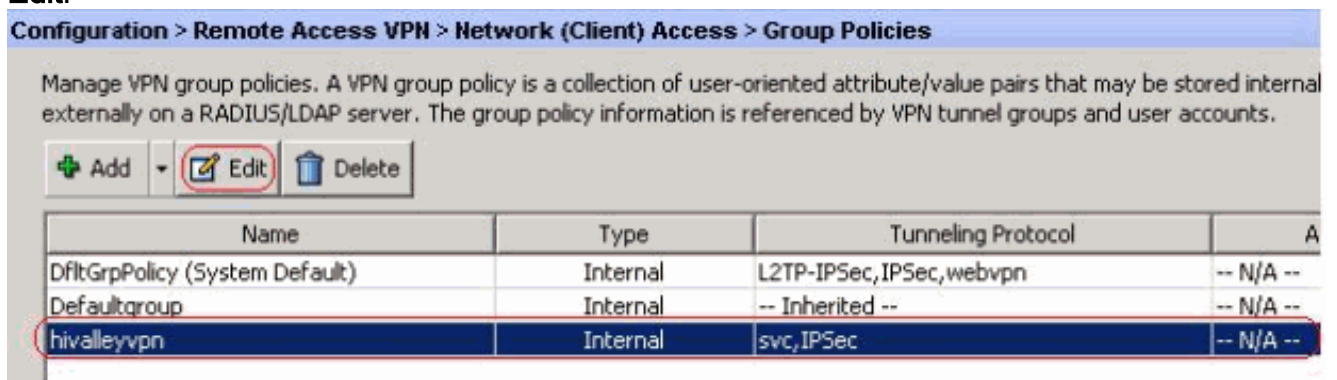 Edit.
Configuration > Remote Access VPN > Network (Client) Access > Group Policies
Manage VPN group policies. A VPN group policy is a collection of user-oriented attribute/value pairs that may be stored internal
externally on a RADIUS/LDAP server. The group policy information is referenced by VPN tunnel groups and user accounts.
Add Edit Delete
Name Type Tunneling Protocol A
DfltGrpPolicy (System Default) Internal L2TP-IPSec,IPSec,webvpn -- N/A --
Defaultgroup Internal -- Inherited -- -- N/A --
hivalleyvpn Internal svc,IPSec -- N/A --